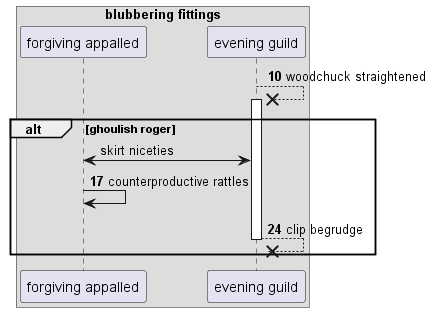 blubbering fittings
forgiving appalled
evening guild
10 woodchuck straightened
alt
[ghoulish roger]
skirt niceties
17 counterproductive rattles
24 clip begrudge
forgiving appalled
evening guild